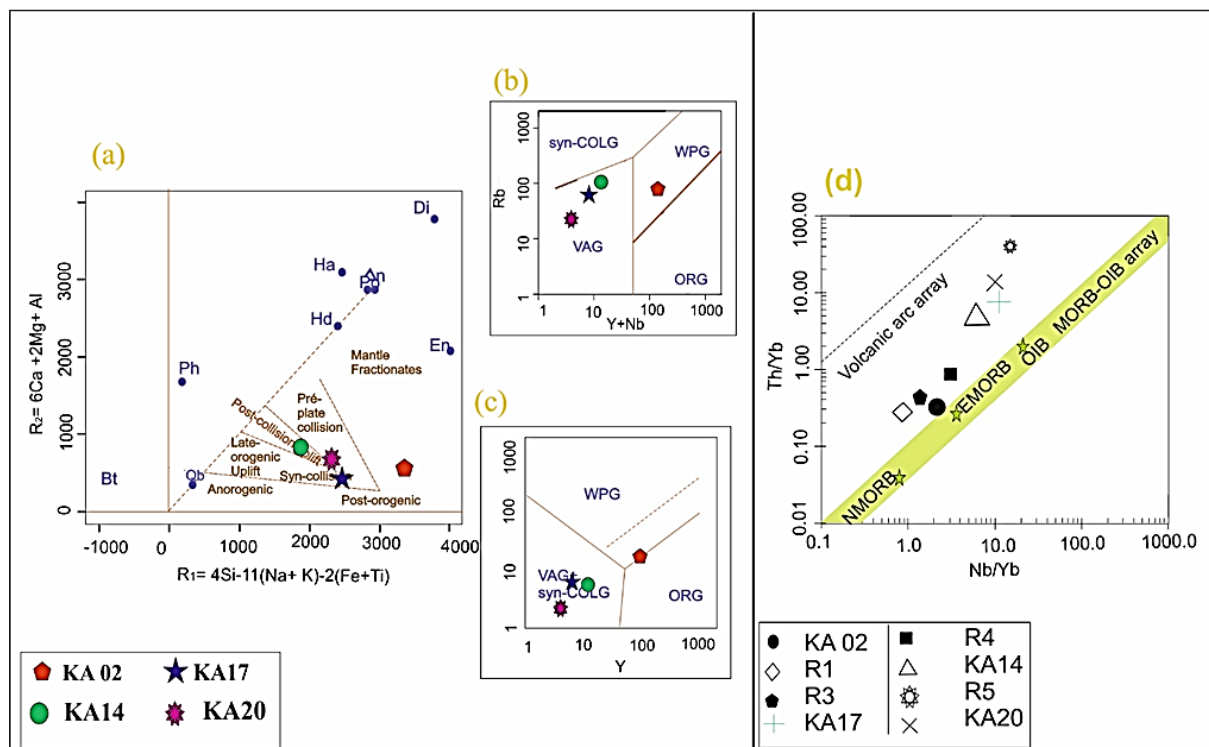 (a)
R2= 6Ca +2Mg+ Al
3000
2000
1000
0
-1000
0
1000
2000
3000
4000
R1= 4Si-11(Na+ K)-2(Fe+Ti)
Di
Ha
Hd
En
Ph
Bt
Mantle
Fractionates
Pré-
plate
collision
Late-
orogenic
Uplift
Anorogenic
Post-orogenic
KA 02
KA17
KA14
KA20
(b)
Rb
1000
100
10
1
syn-COLG
WPG
VAG
ORG
1
10
100
1000
Y+Nb
(c)
1000
100
10
1
WPG
VAG+
syn-COLG
ORG
1
10
100
1000
Y
(d)
Th/Yb
100.00
10.00
1.00
0.10
0.01
Volcanic arc array
NMORB
EMORB
OIB
MORB-OIB array
0.1
1.0
10.0
100.0
1000.0
Nb/Yb
KA 02
R1
R3
KA17
R4
KA14
R5
KA20